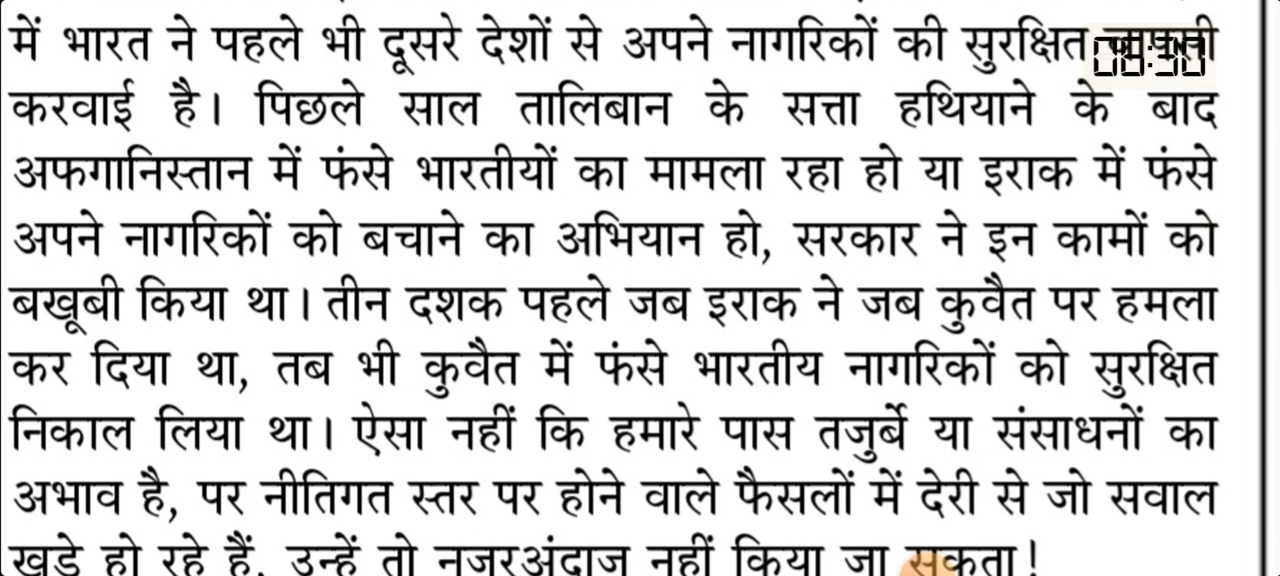 में भारत ने पहले भी दूसरे देशों से अपने नागरिकों की सुरक्षित
करवाई है। पिछले साल तालिबान के सत्ता हथियाने के बाद
अफगानिस्तान में फंसे भारतीयों का मामला रहा हो या इराक में फंसे
अपने नागरिकों को बचाने का अभियान हो, सरकार ने इन कामों को
बखूबी किया था। तीन दशक पहले जब इराक ने जब कुवैत पर हमला
कर दिया था, तब भी कुवैत में फंसे भारतीय नागरिकों को सुरक्षित
निकाल लिया था। ऐसा नहीं कि हमारे पास तजुर्बे या संसाधनों का
अभाव है, पर नीतिगत स्तर पर होने वाले फैसलों में देरी से जो सवाल
खड़े हो रहे हैं, उन्हें तो नजरअंदाज नहीं किया जा सकता!